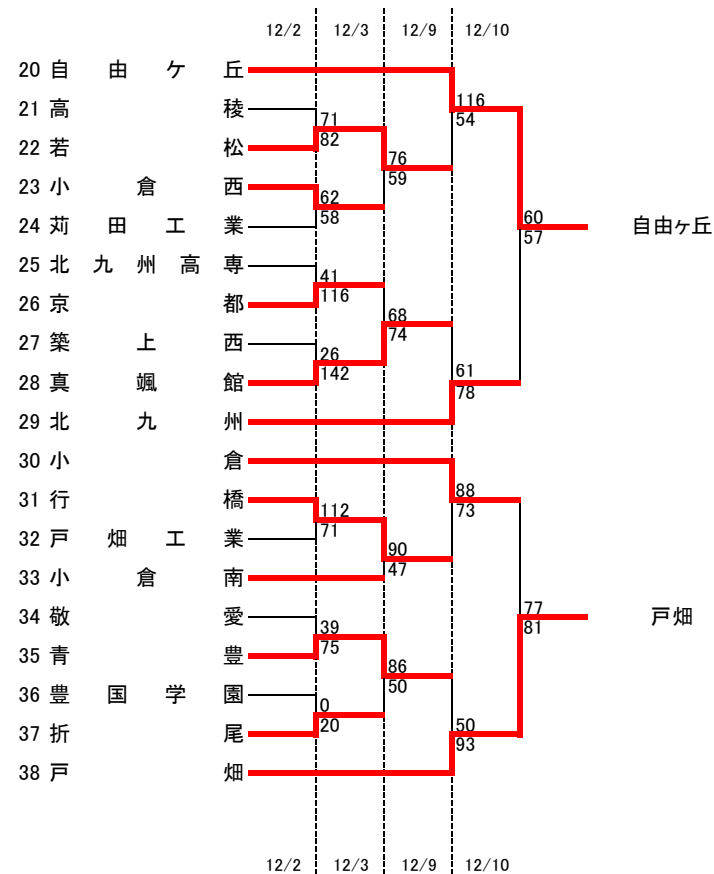 12/2 12/3 12/9 12/10
20 自由ケ丘
116
21 高稜
54
71
22 若松
82
76
23 小倉西
59
62
24 苅田工業
58
60 自由ヶ丘
57
25 北九州高専
41
26 京都
116
68
27 築上西
74
26
28 真颯館
142
61
78
29 北九州
30 小倉
88
31 行橋
73
112
32 戸畑工業
71
90
33 小倉南
47
34 敬愛
77 戸畑
81
39
35 青豊
75
86
36 豊国学園
50
0
37 折尾
20
50
93
38 戸畑
12/2 12/3 12/9 12/10